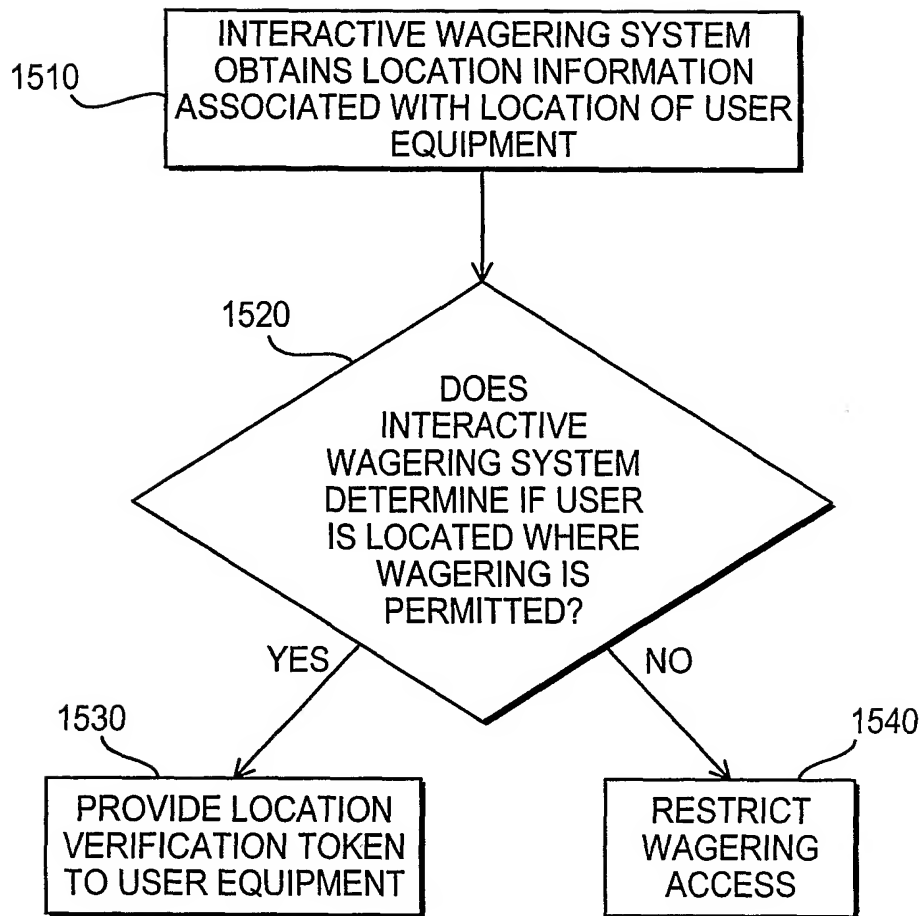 INTERACTIVE WAGERING SYSTEM
OBTAINS LOCATION INFORMATION
ASSOCIATED WITH LOCATION OF USER
EQUIPMENT
1510
1520
DOES
INTERACTIVE
WAGERING SYSTEM
DETERMINE IF USER
IS LOCATED WHERE
WAGERING IS
PERMITTED?
YES
NO
1530
PROVIDE LOCATION
VERIFICATION TOKEN
TO USER EQUIPMENT
1540
RESTRICT
WAGERING
ACCESS